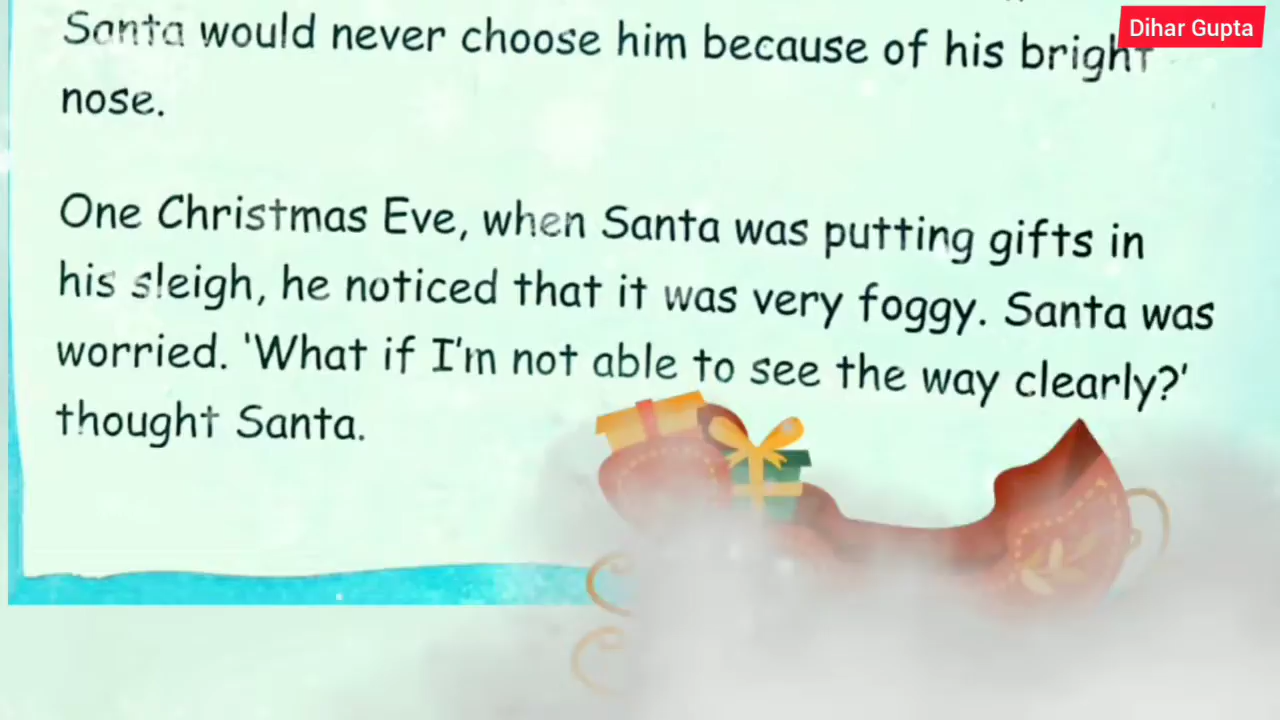 Dihar Gupta
Santa would never choose him because of his bright
nose.
One Christmas Eve, when Santa was putting gifts in
his sleigh, he noticed that it was very foggy. Santa was
worried. 'What if I'm not able to see the way clearly?'
thought Santa.